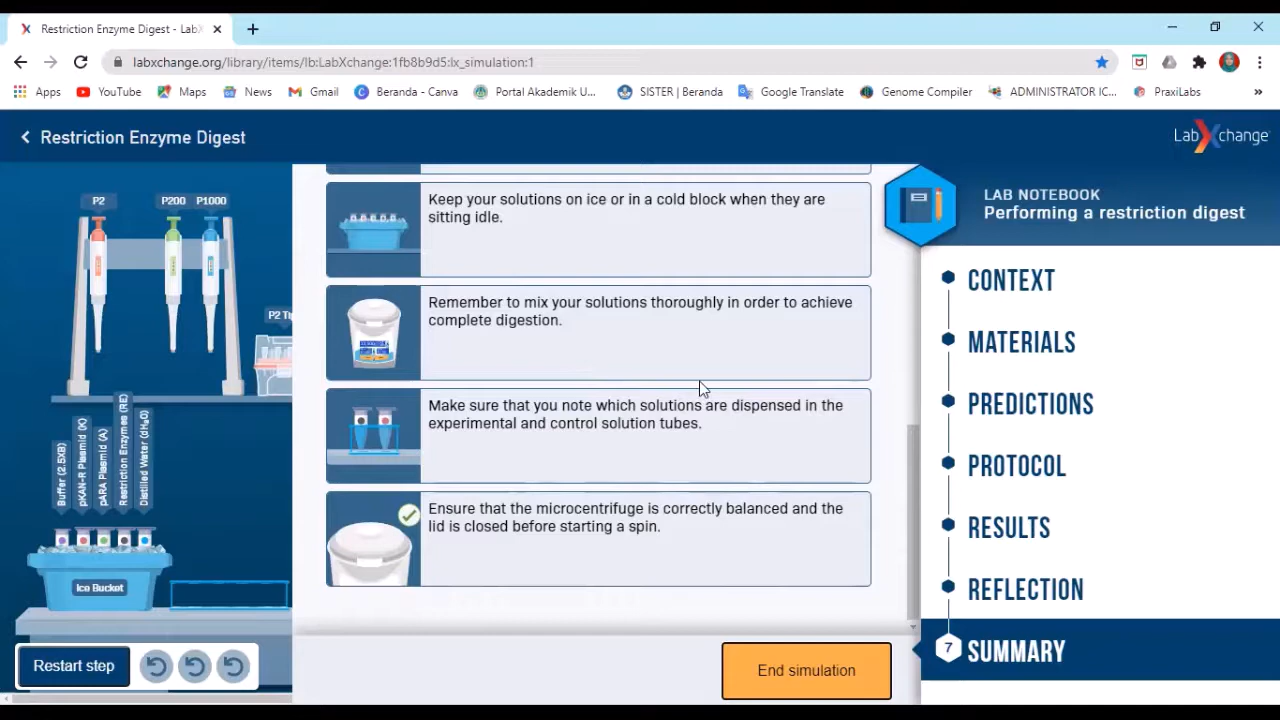 Restriction Enzyme Digest - LabX
labxchange.org/library/items/lb:LabXchange:1fb8b9d5:lx_simulation:1
Apps YouTube Maps News Gmail Beranda - Canva Portal Akademik U... SISTER | Beranda Google Translate Genome Compiler ADMINISTRATOR IC... PraxiLabs »
Restriction Enzyme Digest
LabXchange
P2 P200 P1000
P2 Ti
Buffer (2.5XB)
pKAN-R Plasmid (K)
pARA Plasmid (A)
Restriction Enzymes (RE)
Distilled Water (dH₂O)
Ice Bucket
Restart step
Keep your solutions on ice or in a cold block when they are
sitting idle.
Remember to mix your solutions thoroughly in order to achieve
complete digestion.
Make sure that you note which solutions are dispensed in the
experimental and control solution tubes.
Ensure that the microcentrifuge is correctly balanced and the
lid is closed before starting a spin.
End simulation
LAB NOTEBOOK
Performing a restriction digest
CONTEXT
MATERIALS
PREDICTIONS
PROTOCOL
RESULTS
REFLECTION
7 SUMMARY